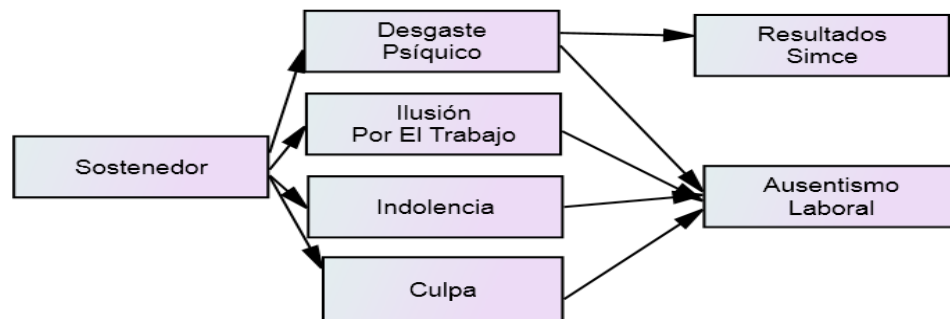 Desgaste
Psíquico
Resultados
Simce
Ilusión
Por El Trabajo
Sostenedor
Indolencia
Ausentismo
Laboral
Culpa